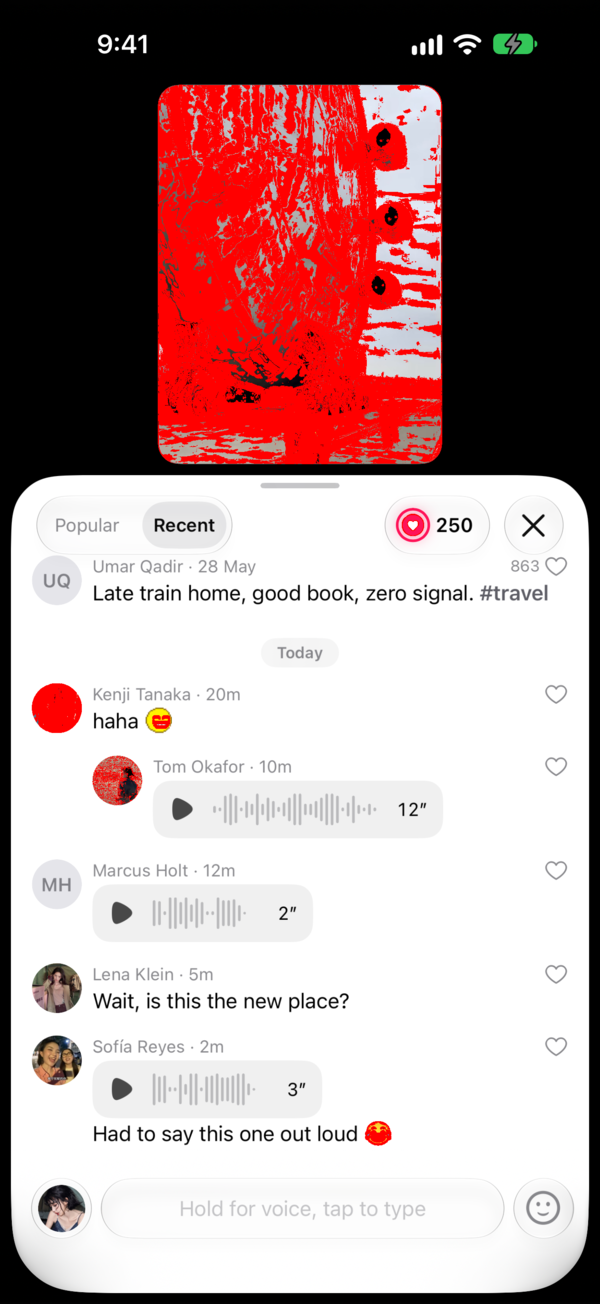 9:41
Popular
Recent
250
UQ
Umar Qadir · 28 May
863
Late train home, good book, zero signal. #travel
Today
Kenji Tanaka · 20m
haha
Tom Okafor · 10m
12″
MH
Marcus Holt · 12m
2″
Lena Klein · 5m
Wait, is this the new place?
Sofía Reyes · 2m
3″
Had to say this one out loud
Hold for voice, tap to type